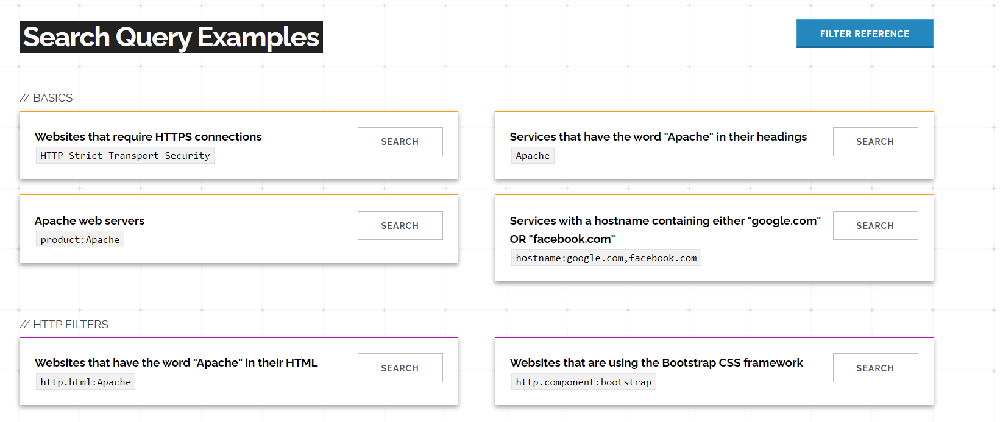 Search Query Examples
FILTER REFERENCE
// BASICS
Websites that require HTTPS connections
SEARCH
HTTP Strict-Transport-Security
Services that have the word "Apache" in their headings
SEARCH
Apache
Apache web servers
SEARCH
product:Apache
Services with a hostname containing either "google.com"
OR "facebook.com"
SEARCH
hostname:google.com,facebook.com
// HTTP FILTERS
Websites that have the word "Apache" in their HTML
SEARCH
http.html:Apache
Websites that are using the Bootstrap CSS framework
SEARCH
http.component:bootstrap